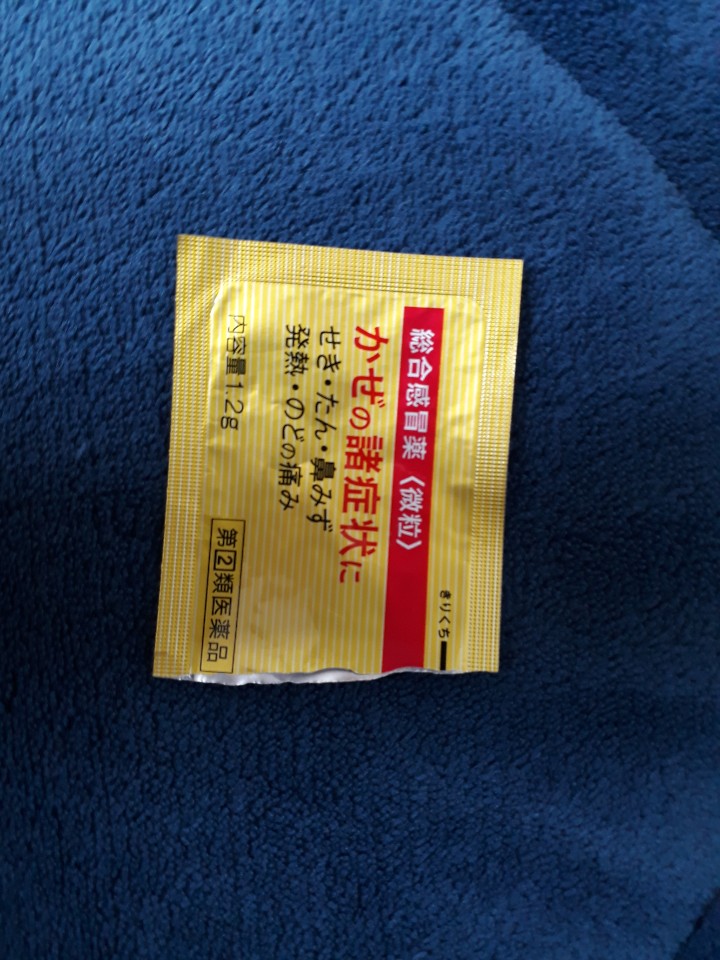 きりくち
総合感冒薬〈微粒〉
かぜの諸症状に
せき・たん・鼻みず
発熱・のどの痛み
内容量1.2g
第②類医薬品